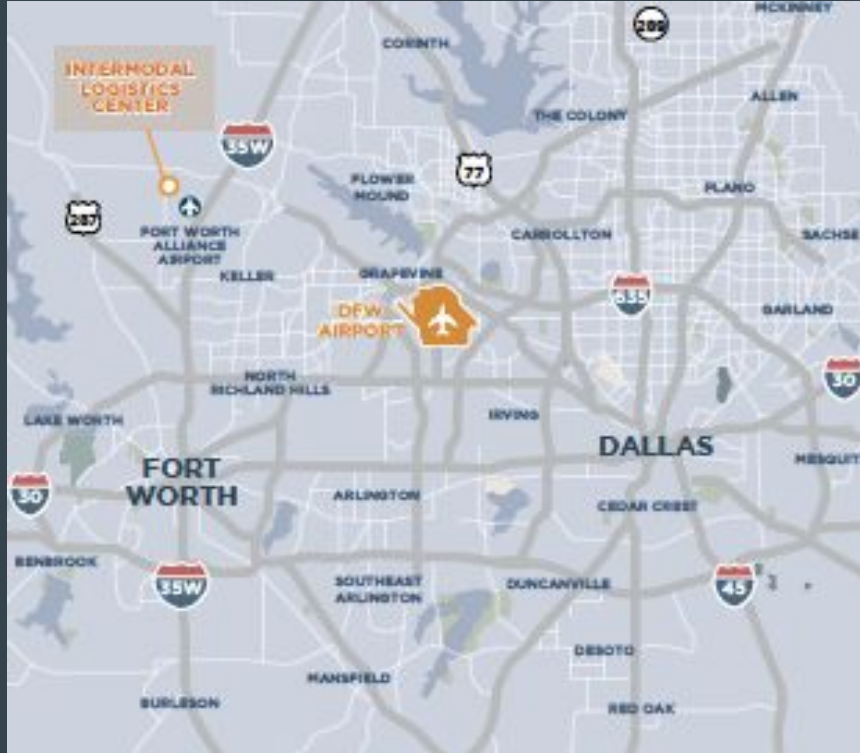 MCKINNEY
289
CORINTH
INTERMODAL
LOGISTICS
CENTER
ALLEN
THE COLONY
35W
77
FLOWER
MOUND
PLANO
287
FORT WORTH
ALLIANCE
AIRPORT
CARROLLTON
SACHSE
KELLER
GRAPEVINE
635
DFW
AIRPORT
GARLAND
NORTH
RICHLAND HILLS
30
LAKE WORTH
IRVING
DALLAS
FORT
WORTH
MESQUIT
30
ARLINGTON
CEDAR CREST
BENBROOK
35W
SOUTHEAST
ARLINGTON
DUNCANVILLE
45
DESOTO
MANSFIELD
BURLESON
RED OAK